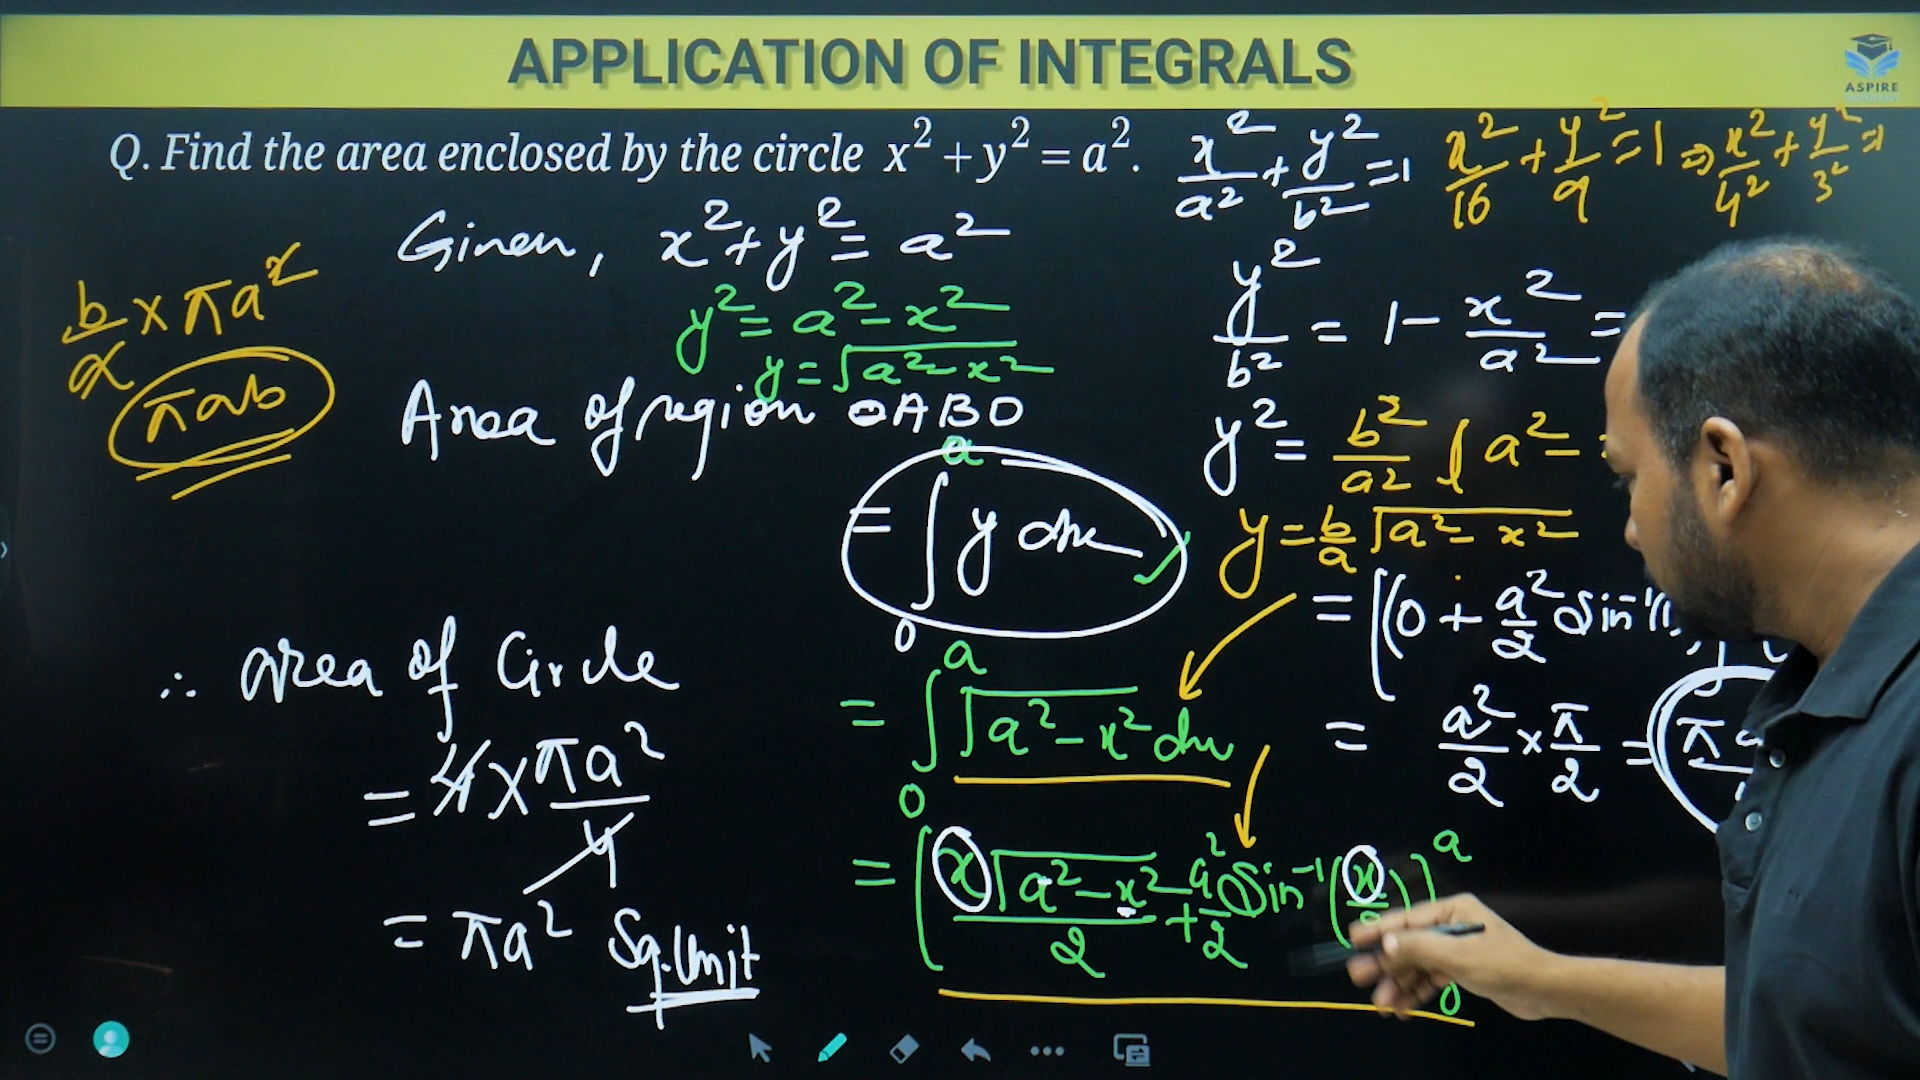 APPLICATION OF INTEGRALS
ASPIRE
Q. Find the area enclosed by the circle x² + y² = a².
x²/a² + y²/b² = 1
x²/16 + y²/9 = 1 ⇒ x²/4² + y²/3² = 1
Given, x² + y² = a²
y² = a² - x²
y = √(a² - x²)
Area of region OABO
= ∫₀ᵃ y dx ✓
= ∫₀ᵃ √(a² - x²) dx
= [x√(a² - x²)/2 + a²/2 Sin⁻¹(x/a)]₀ᵃ
b/a × πa²
πab
∴ area of Circle
= 4 × πa²/4
= πa² Sq.Unit
y²/b² = 1 - x²/a² =
y² = b²/a² ( a² -
y = b/a √(a² - x²)
= [(0 + a²/2 Sin⁻¹(1)
= a²/2 × π/2 = π